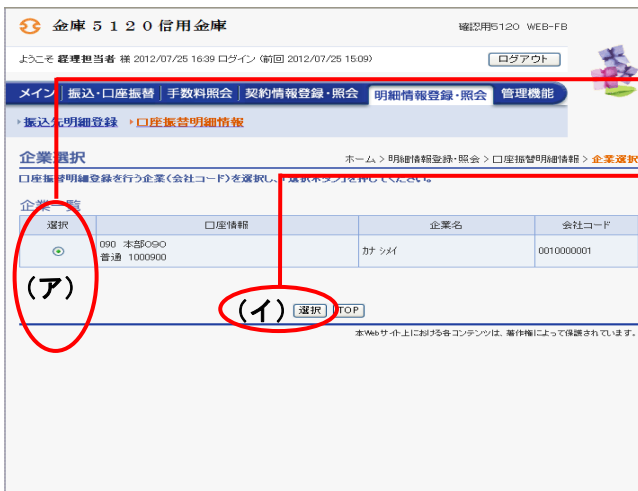 金庫５１２０信用金庫
確認用5120 WEB-FB
ようこそ 経理担当者 様 2012/07/25 16:39 ログイン (前回 2012/07/25 15:09)
ログアウト
メイン 振込・口座振替 手数料照会 契約情報登録・照会 明細情報登録・照会 管理機能
振込先明細登録 口座振替明細情報
企業選択
ホーム > 明細情報登録・照会 > 口座振替明細情報 > 企業選択
口座振替明細登録を行う企業(会社コード)を選択し、「選択ボタン」を押してください。
企業一覧
選択 口座情報 企業名 会社コード
090 本部090
普通 1000900
カナ シメイ
0010000001
(ア)
(イ) 選択 TOP
本Webサイト上における各コンテンツは、著作権によって保護されています。